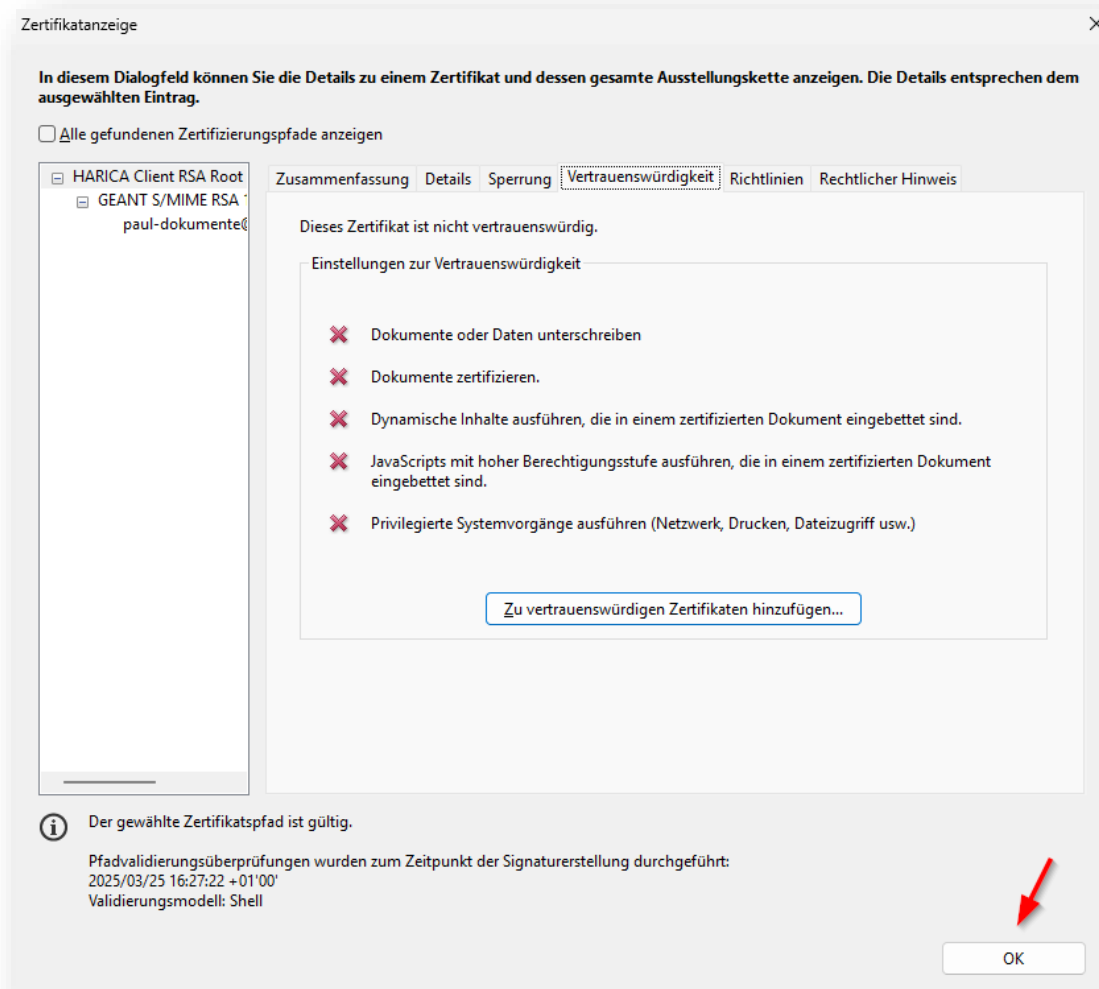 Zertifikatanzeige
In diesem Dialogfeld können Sie die Details zu einem Zertifikat und dessen gesamte Ausstellungskette anzeigen. Die Details entsprechen dem
ausgewählten Eintrag.
Alle gefundenen Zertifizierungspfade anzeigen
HARICA Client RSA Root
GEANT S/MIME RSA
paul-dokumente@
Zusammenfassung Details Sperrung Vertrauenswürdigkeit Richtlinien Rechtlicher Hinweis
Dieses Zertifikat ist nicht vertrauenswürdig.
Einstellungen zur Vertrauenswürdigkeit
Dokumente oder Daten unterschreiben
Dokumente zertifizieren.
Dynamische Inhalte ausführen, die in einem zertifizierten Dokument eingebettet sind.
JavaScripts mit hoher Berechtigungsstufe ausführen, die in einem zertifizierten Dokument
eingebettet sind.
Privilegierte Systemvorgänge ausführen (Netzwerk, Drucken, Dateizugriff usw.)
Zu vertrauenswürdigen Zertifikaten hinzufügen...
Der gewählte Zertifikatspfad ist gültig.
Pfadvalidierungsüberprüfungen wurden zum Zeitpunkt der Signaturerstellung durchgeführt:
2025/03/25 16:27:22 +01'00'
Validierungsmodell: Shell
OK